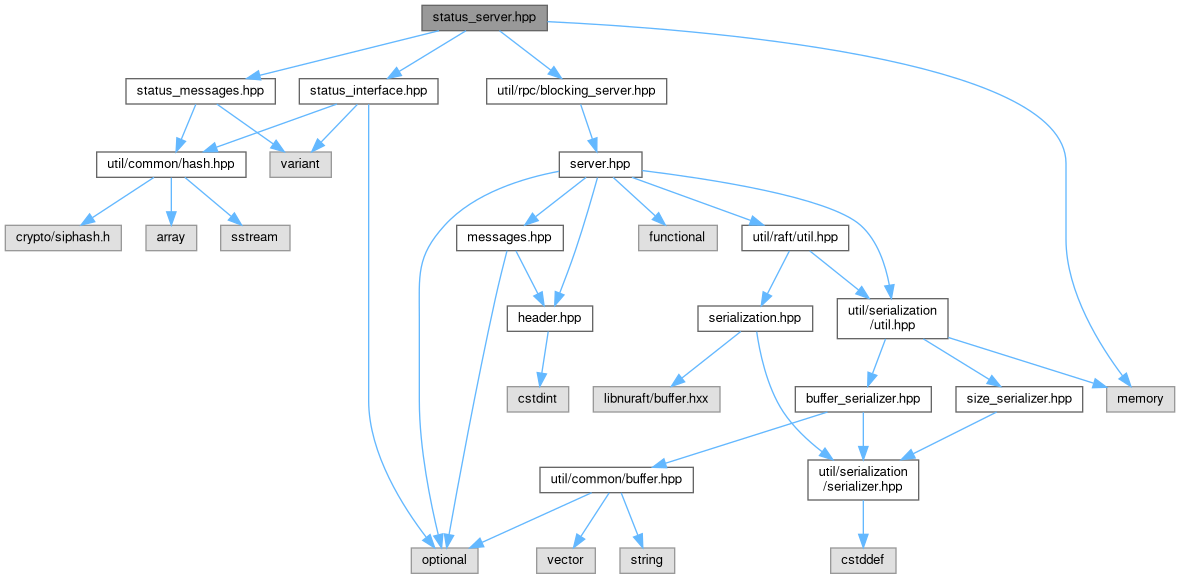 status_server.hpp
status_messages.hpp
status_interface.hpp
util/rpc/blocking_server.hpp
util/common/hash.hpp
variant
server.hpp
crypto/siphash.h
array
sstream
messages.hpp
functional
util/raft/util.hpp
header.hpp
serialization.hpp
util/serialization
/util.hpp
cstdint
libnuraft/buffer.hxx
buffer_serializer.hpp
size_serializer.hpp
memory
util/common/buffer.hpp
util/serialization
/serializer.hpp
optional
vector
string
cstddef